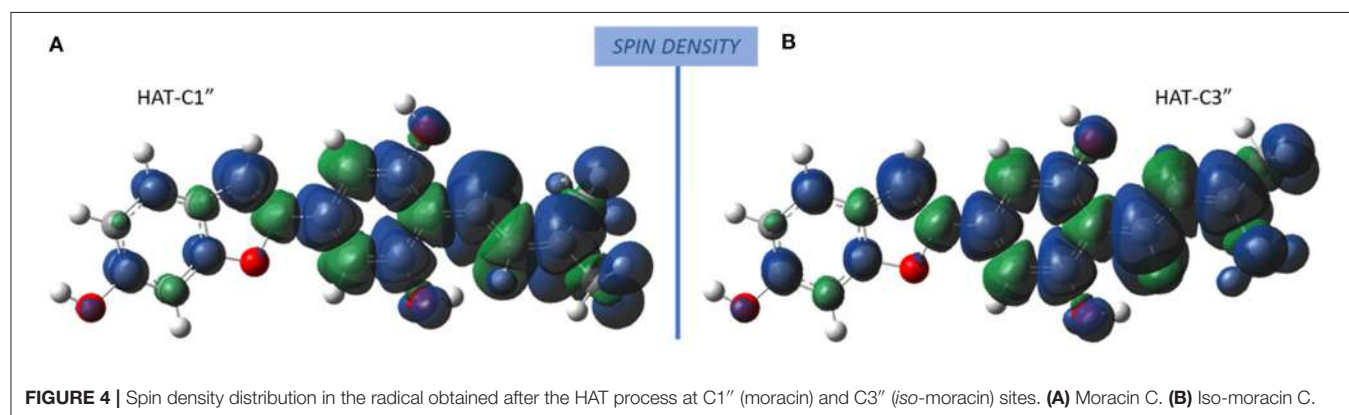 A
SPIN DENSITY
B
HAT-C1″
HAT-C3″
FIGURE 4 | Spin density distribution in the radical obtained after the HAT process at C1″ (moracin) and C3″ (iso-moracin) sites. (A) Moracin C. (B) Iso-moracin C.